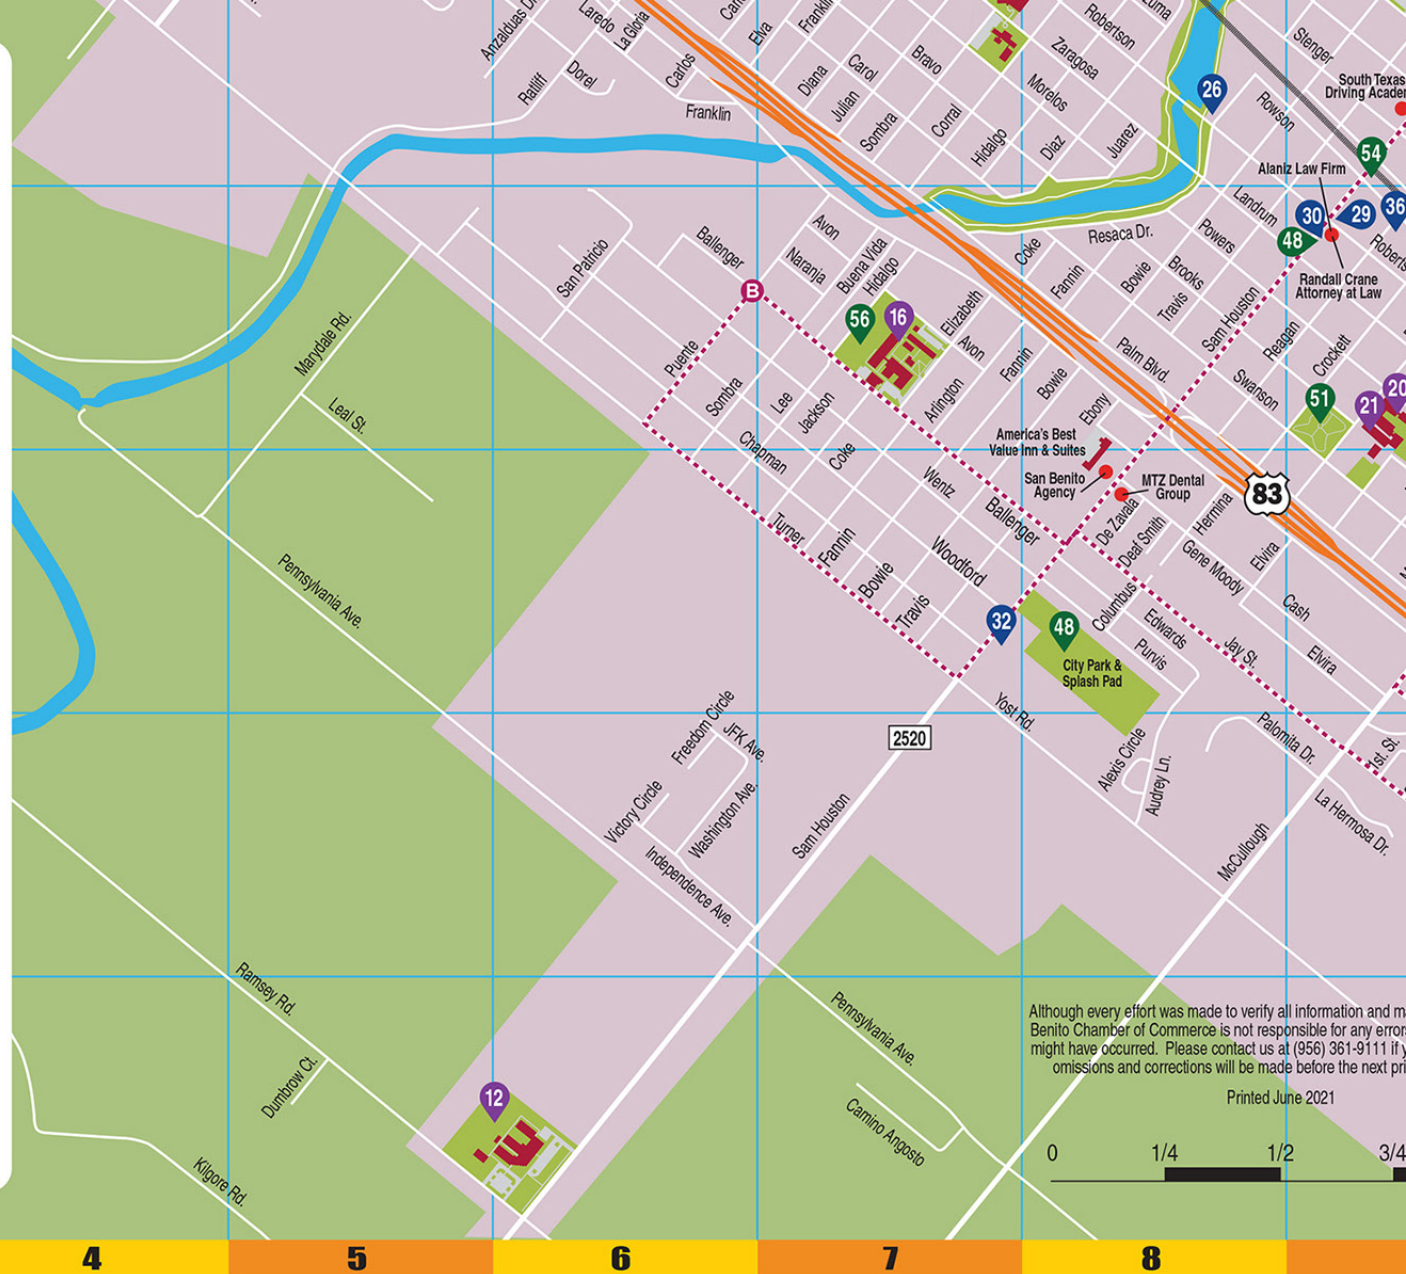 Anzalduas D
Laredo
La Gloria
Elva
Robertson
Stenger
Zaragosa
Ratliff
Dorel
Carlos
Franklin
Diana
Carol
Bravo
Julian
Sombra
Corral
Morelos
Hidalgo
Diaz
Juarez
Rowson
South Texas
Driving Academ
26
54
Alaniz Law Firm
Landrum
30
29
36
48
Roberts
Randall Crane
Attorney at Law
Resaca Dr.
Powers
Brooks
Bowie
Travis
Coke
Fannin
Avon
Naranja
Buena Vida
Hidalgo
Ballenger
San Patricio
B
56
16
Elizabeth
Avon
Arlington
Fannin
Bowie
Ebony
Palm Blvd.
Sam Houston
Reagan
Crockett
Swanson
51
21
20
Marydale Rd.
Leal St.
Puente
Sombra
Lee
Jackson
Chapman
Coke
Wentz
America's Best
Value Inn & Suites
San Benito
Agency
MTZ Dental
Group
83
Ballenger
De Zavala
Deaf Smith
Hermina
Gene Moody
Elvira
Cash
Elvira
Turner
Fannin
Bowie
Travis
Woodford
Columbus
Edwards
Purvis
Jay St.
32
48
City Park &
Splash Pad
Pennsylvania Ave.
Yost Rd.
2520
Freedom Circle
JFK Ave.
Victory Circle
Washington Ave.
Independence Ave.
Sam Houston
Alexis Circle
Audrey Ln.
Palomita Dr.
1st St.
La Hermosa Dr.
McCullough
Ramsey Rd.
Dumbrow Ct.
Kilgore Rd.
12
Pennsylvania Ave.
Camino Angosto
Although every effort was made to verify all information and m
Benito Chamber of Commerce is not responsible for any errors
might have occurred. Please contact us at (956) 361-9111 if y
omissions and corrections will be made before the next pri
Printed June 2021
0 1/4 1/2 3/4
4 5 6 7 8